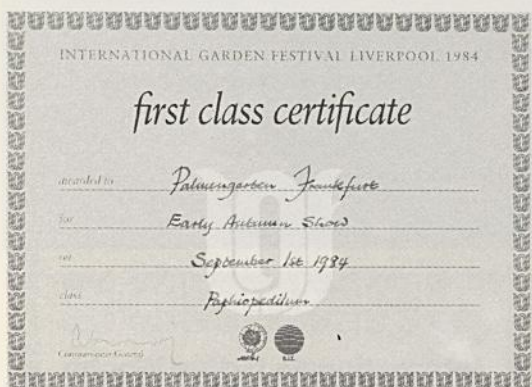 INTERNATIONAL GARDEN FESTIVAL LIVERPOOL 1984
first class certificate
awarded to Palmengarten Frankfurt
for Early Autumn Show
on September 1st 1984
class Paphiopedilum